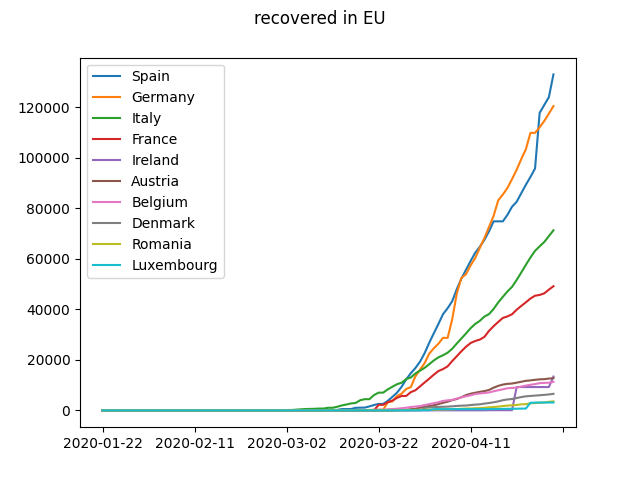 recovered in EU
Spain
Germany
Italy
France
Ireland
Austria
Belgium
Denmark
Romania
Luxembourg
120000
100000
80000
60000
40000
20000
0
2020-01-22 2020-02-11 2020-03-02 2020-03-22 2020-04-11